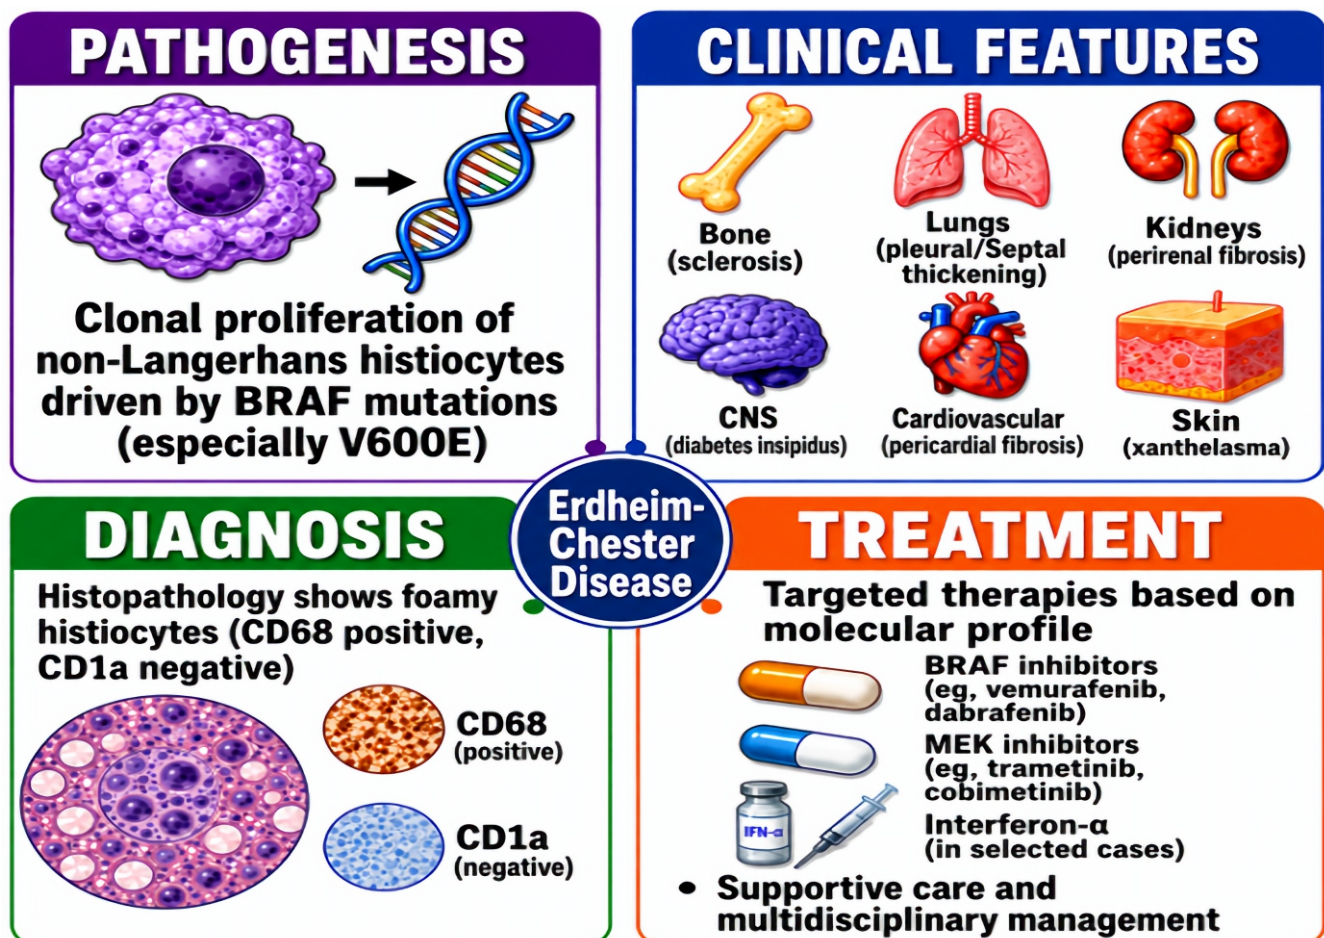 PATHOGENESIS
Clonal proliferation of
non-Langerhans histiocytes
driven by BRAF mutations
(especially V600E)
CLINICAL FEATURES
Bone
(sclerosis)
Lungs
(pleural/Septal
thickening)
Kidneys
(perirenal fibrosis)
CNS
(diabetes insipidus)
Cardiovascular
(pericardial fibrosis)
Skin
(xanthelasma)
Erdheim-
Chester
Disease
DIAGNOSIS
Histopathology shows foamy
histiocytes (CD68 positive,
CD1a negative)
CD68
(positive)
CD1a
(negative)
TREATMENT
Targeted therapies based on
molecular profile
BRAF inhibitors
(eg, vemurafenib,
dabrafenib)
MEK inhibitors
(eg, trametinib,
cobimetinib)
IFN-α
Interferon-α
(in selected cases)
• Supportive care and
multidisciplinary management